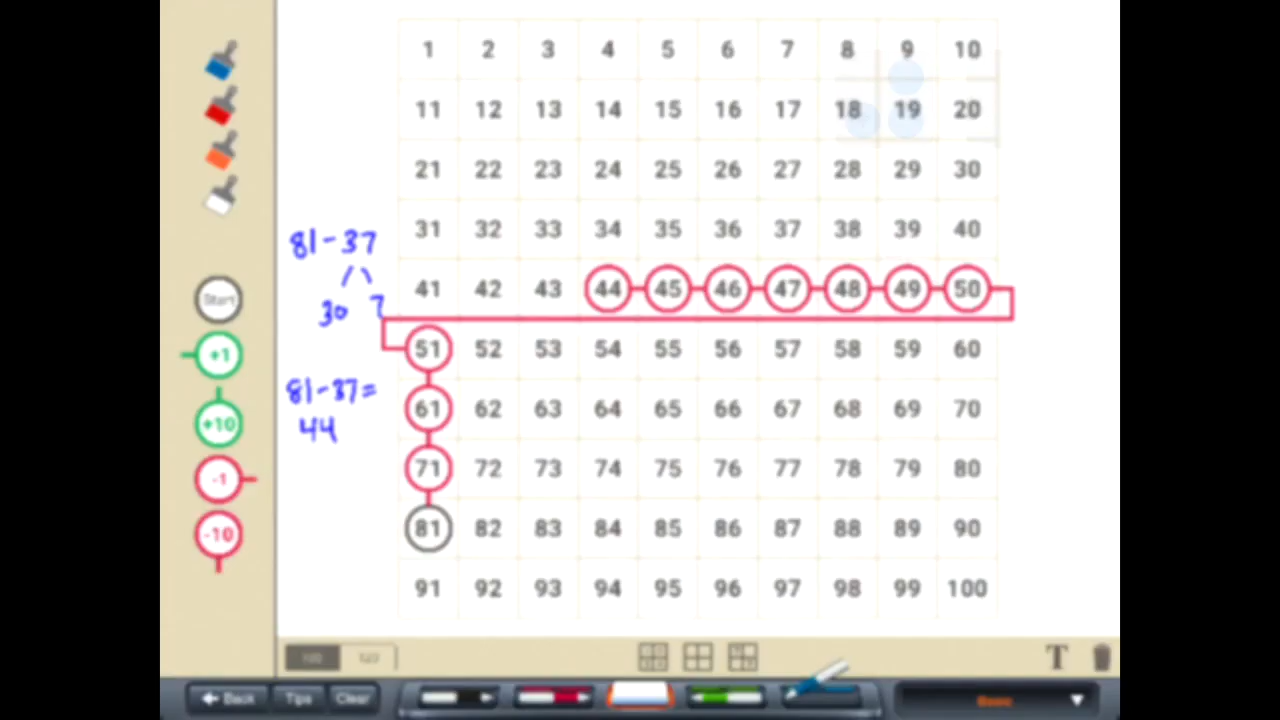 1 2 3 4 5 6 7 8 9 10
11 12 13 14 15 16 17 18 19 20
21 22 23 24 25 26 27 28 29 30
81-37
31 32 33 34 35 36 37 38 39 40
30 7
41 42 43 44 45 46 47 48 49 50
Start
+1
51 52 53 54 55 56 57 58 59 60
81-37=
44
+10
61 62 63 64 65 66 67 68 69 70
-1
71 72 73 74 75 76 77 78 79 80
-10
81 82 83 84 85 86 87 88 89 90
91 92 93 94 95 96 97 98 99 100
100 120
T
Back Tips Clear
Basic